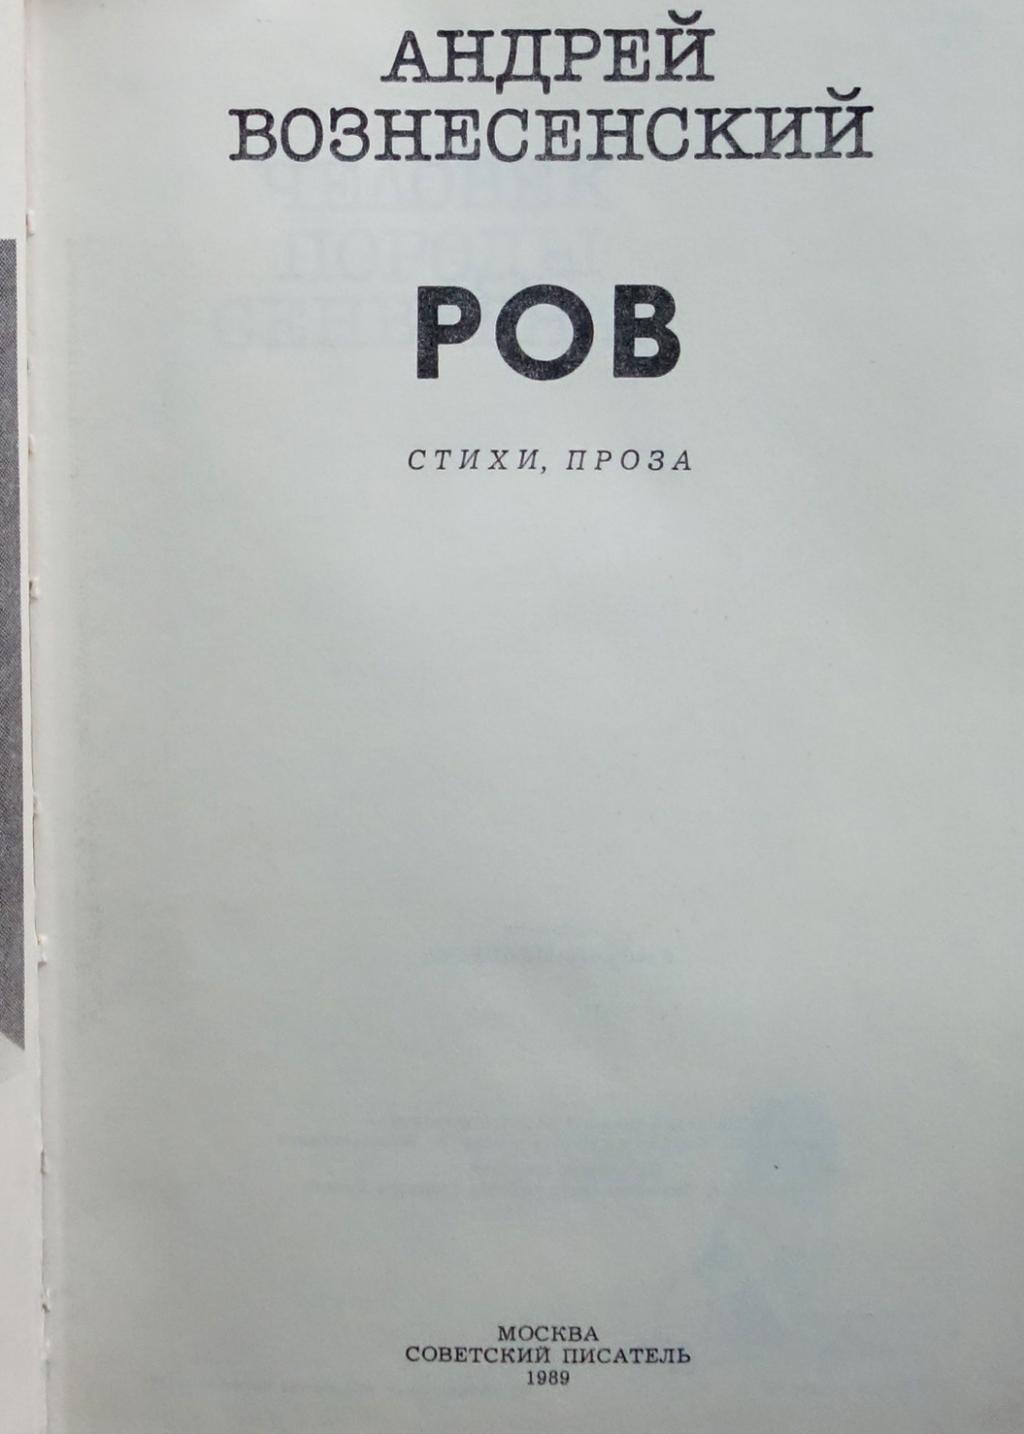 АНДРЕЙ
ВОЗНЕСЕНСКИЙ
РОВ
СТИХИ, ПРОЗА
МОСКВА
СОВЕТСКИЙ ПИСАТЕЛЬ
1989